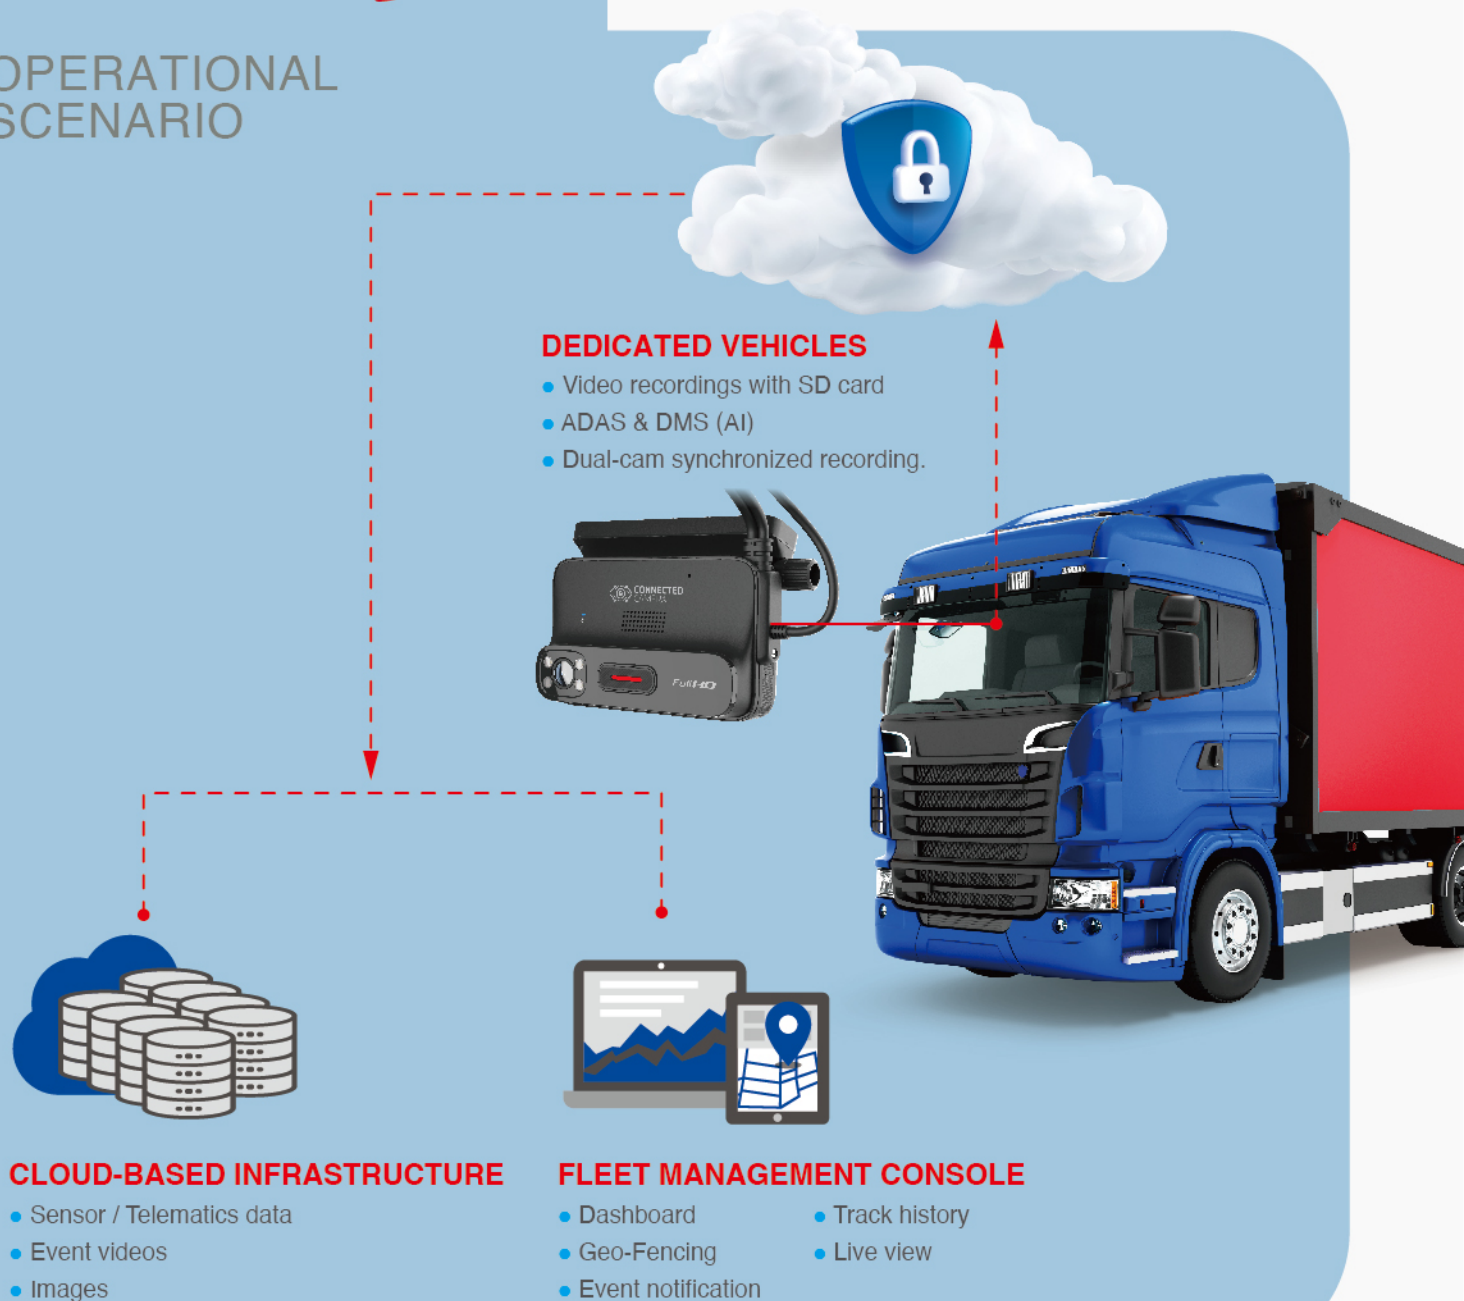 OPERATIONAL
SCENARIO
DEDICATED VEHICLES
• Video recordings with SD card
• ADAS & DMS (AI)
• Dual-cam synchronized recording.
CONNECTED
CAMERA
Full HD
CLOUD-BASED INFRASTRUCTURE
• Sensor / Telematics data
• Event videos
• Images
FLEET MANAGEMENT CONSOLE
• Dashboard
• Geo-Fencing
• Event notification
• Track history
• Live view